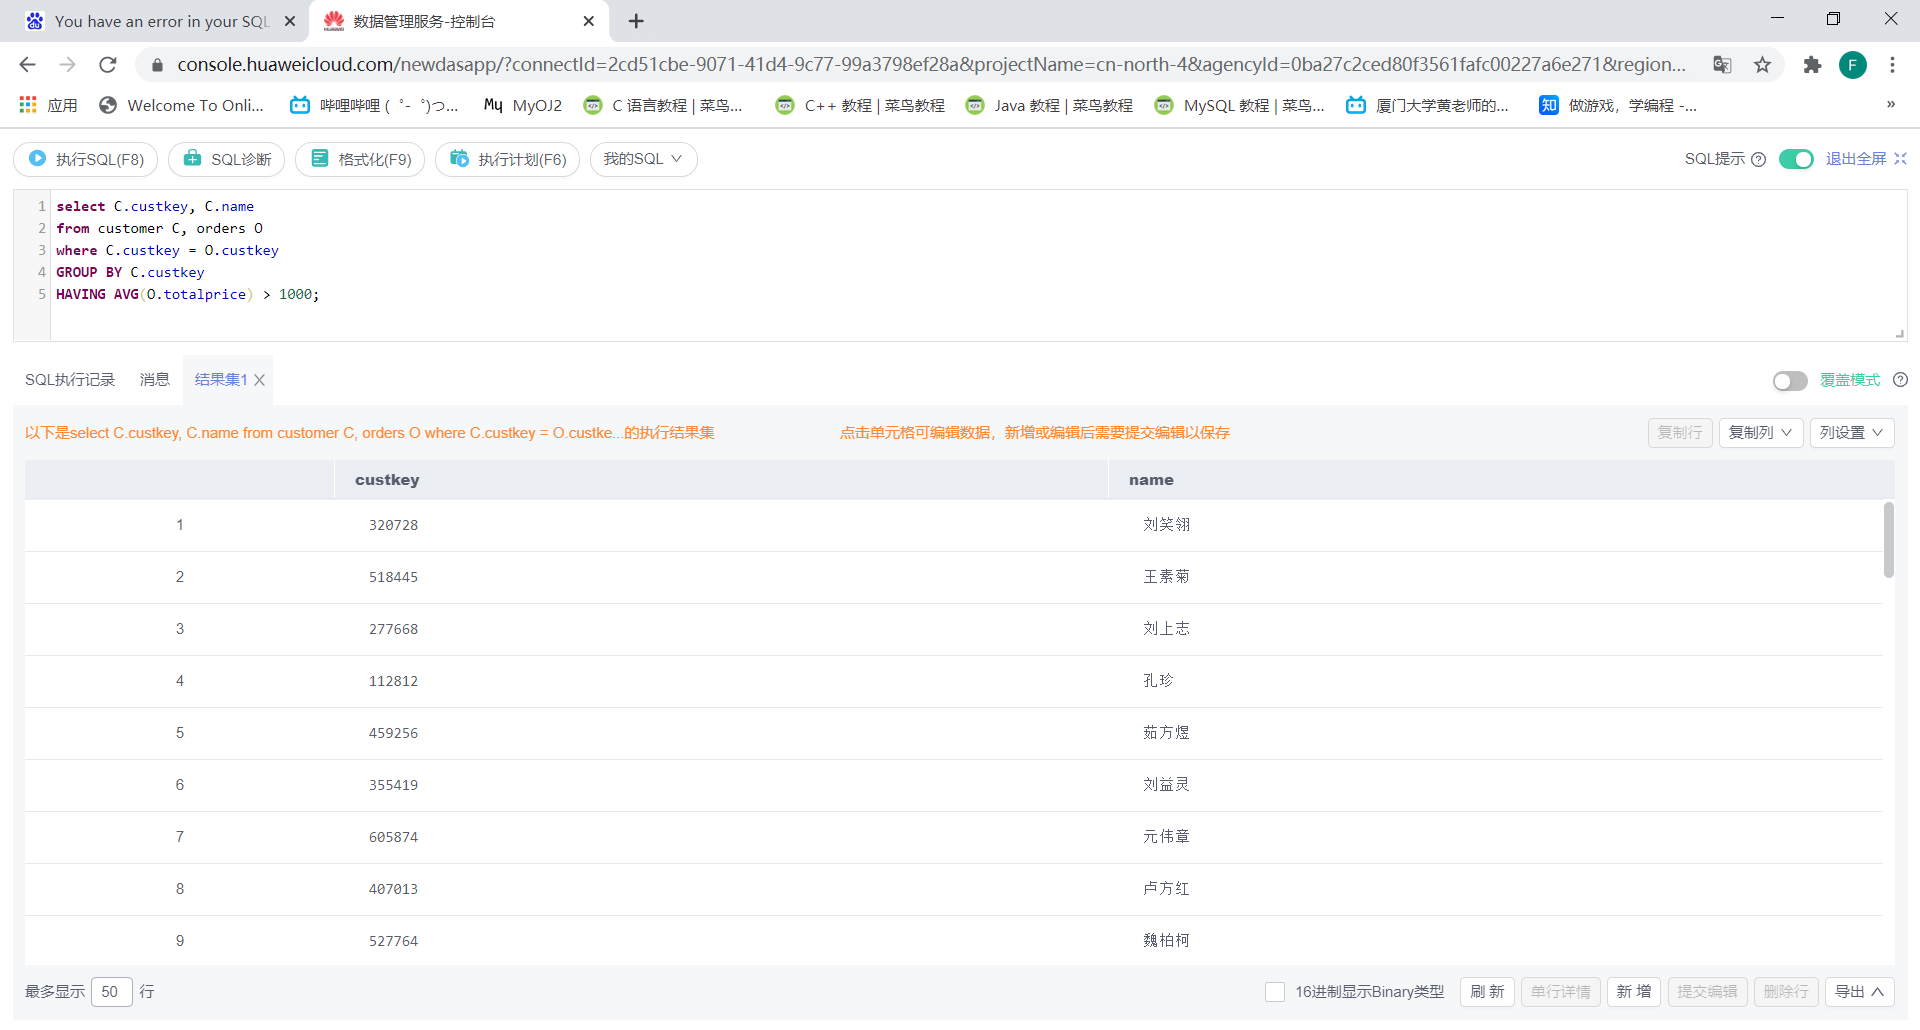 You have an error in your SQL
数据管理服务-控制台
console.huaweicloud.com/newdasapp/?connectId=2cd51cbe-9071-41d4-9c77-99a3798ef28a&projectName=cn-north-4&agencyId=0ba27c2ced80f3561fafc00227a6e271&region...
F
应用
Welcome To Onli...
哔哩哔哩 ( ゜- ゜)つ...
My MyOJ2
C 语言教程 | 菜鸟...
C++ 教程 | 菜鸟教程
Java 教程 | 菜鸟教程
MySQL 教程 | 菜鸟...
厦门大学黄老师的...
知 做游戏，学编程 -...
»
执行SQL(F8)
SQL诊断
格式化(F9)
执行计划(F6)
我的SQL
SQL提示
退出全屏
1 select C.custkey, C.name
2 from customer C, orders O
3 where C.custkey = O.custkey
4 GROUP BY C.custkey
5 HAVING AVG(O.totalprice) > 1000;
SQL执行记录 消息 结果集1
覆盖模式
以下是select C.custkey, C.name from customer C, orders O where C.custkey = O.custke...的执行结果集
点击单元格可编辑数据，新增或编辑后需要提交编辑以保存
复制行 复制列 列设置
custkey name
1 320728 刘笑翎
2 518445 王素菊
3 277668 刘上志
4 112812 孔珍
5 459256 茹方煜
6 355419 刘益灵
7 605874 元伟章
8 407013 卢方红
9 527764 魏柏柯
最多显示 50 行
16进制显示Binary类型
刷 新 单行详情 新 增 提交编辑 删除行 导出